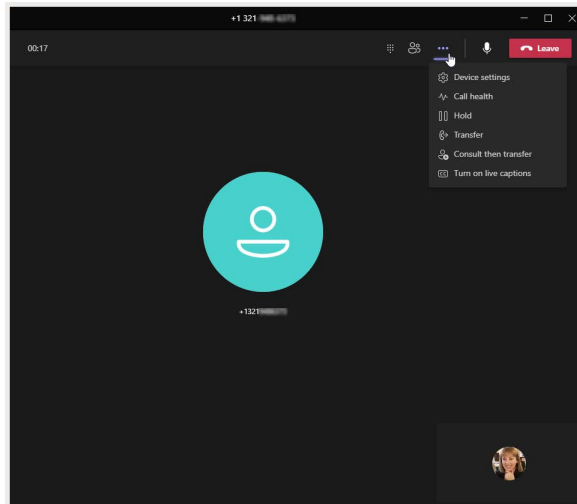 +1 321
00:17
Leave
Device settings
Call health
Hold
Transfer
Consult then transfer
CC Turn on live captions
+1321